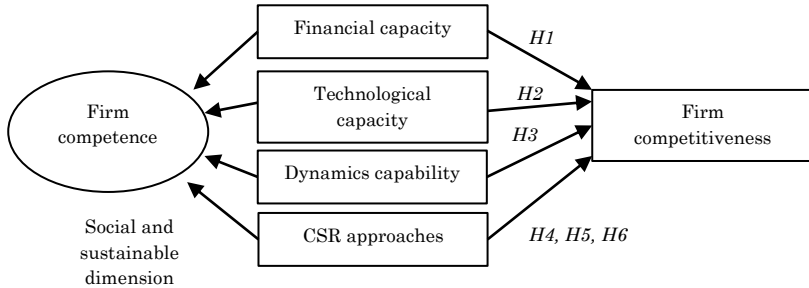 Financial capacity
H1
Technological
capacity
H2
Firm
competence
Firm
competitiveness
H3
Dynamics capability
Social and
sustainable
dimension
CSR approaches
H4, H5, H6